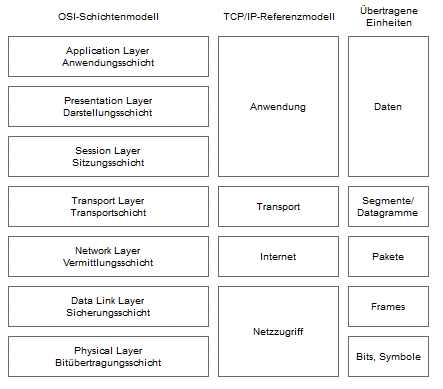 OSI-Schichtenmodell
TCP/IP-Referenzmodell
Übertragene
Einheiten
Application Layer
Anwendungsschicht
Presentation Layer
Darstellungsschicht
Session Layer
Sitzungsschicht
Anwendung
Daten
Transport Layer
Transportschicht
Transport
Segmente/
Datagramme
Network Layer
Vermittlungsschicht
Internet
Pakete
Data Link Layer
Sicherungsschicht
Frames
Netzzugriff
Physical Layer
Bitübertragungsschicht
Bits, Symbole